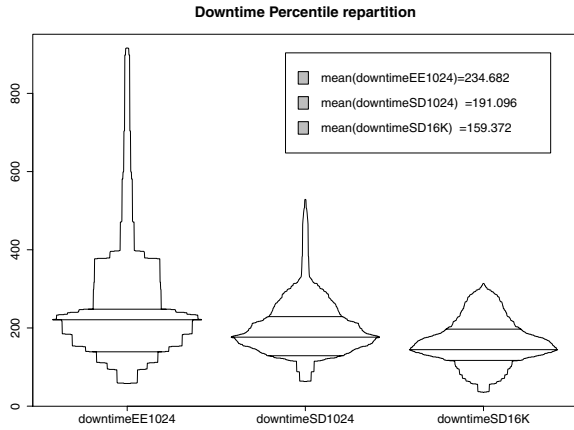 Downtime Percentile repartition
mean(downtimeEE1024)=234.682
mean(downtimeSD1024) =191.096
mean(downtimeSD16K) =159.372
800
600
400
200
0
downtimeEE1024 downtimeSD1024 downtimeSD16K